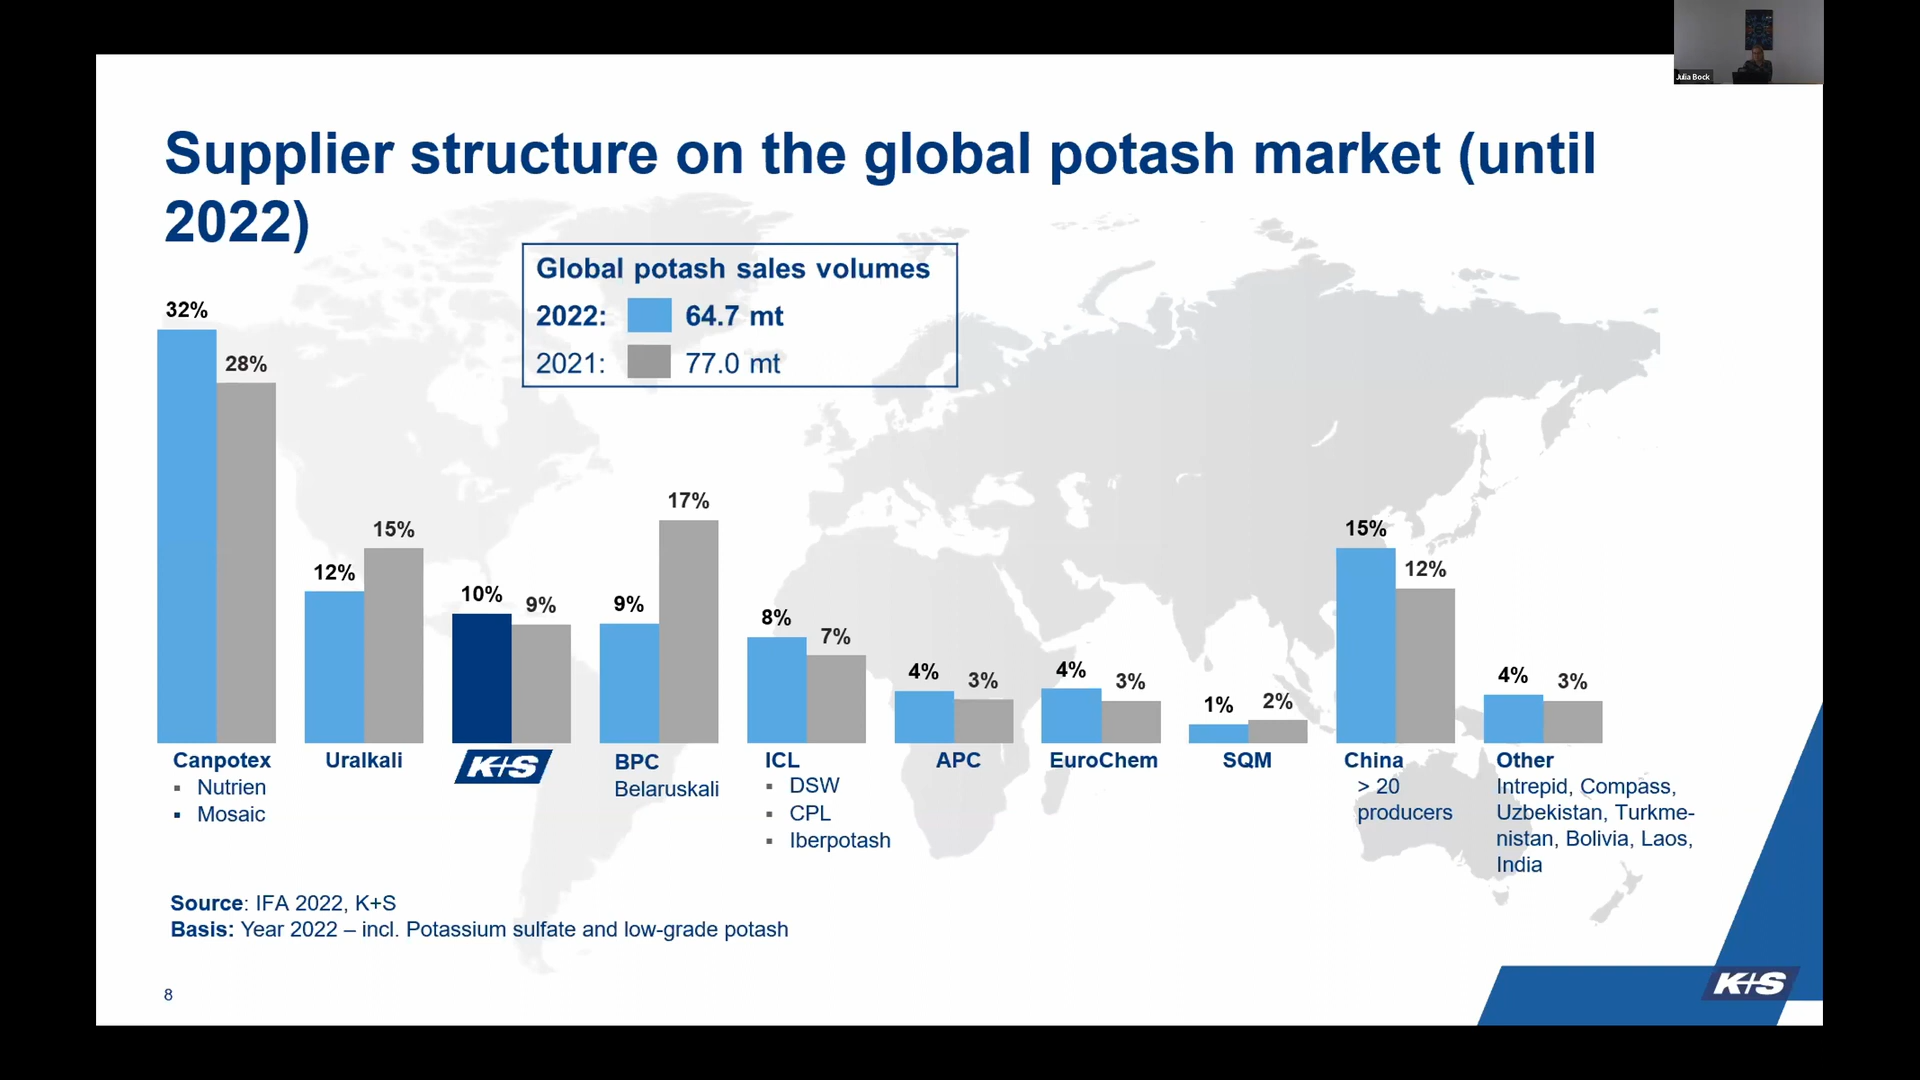 Julia Bock
Supplier structure on the global potash market (until
2022)
Global potash sales volumes
2022: 64.7 mt
2021: 77.0 mt
32%
28%
12%
15%
10%
9%
9%
17%
8%
7%
4%
3%
4%
3%
1%
2%
15%
12%
4%
3%
Canpotex
▪ Nutrien
▪ Mosaic
Uralkali
K+S
BPC
Belaruskali
ICL
▪ DSW
▪ CPL
▪ Iberpotash
APC
EuroChem
SQM
China
> 20
producers
Other
Intrepid, Compass,
Uzbekistan, Turkme-
nistan, Bolivia, Laos,
India
Source: IFA 2022, K+S
Basis: Year 2022 – incl. Potassium sulfate and low-grade potash
8
K+S